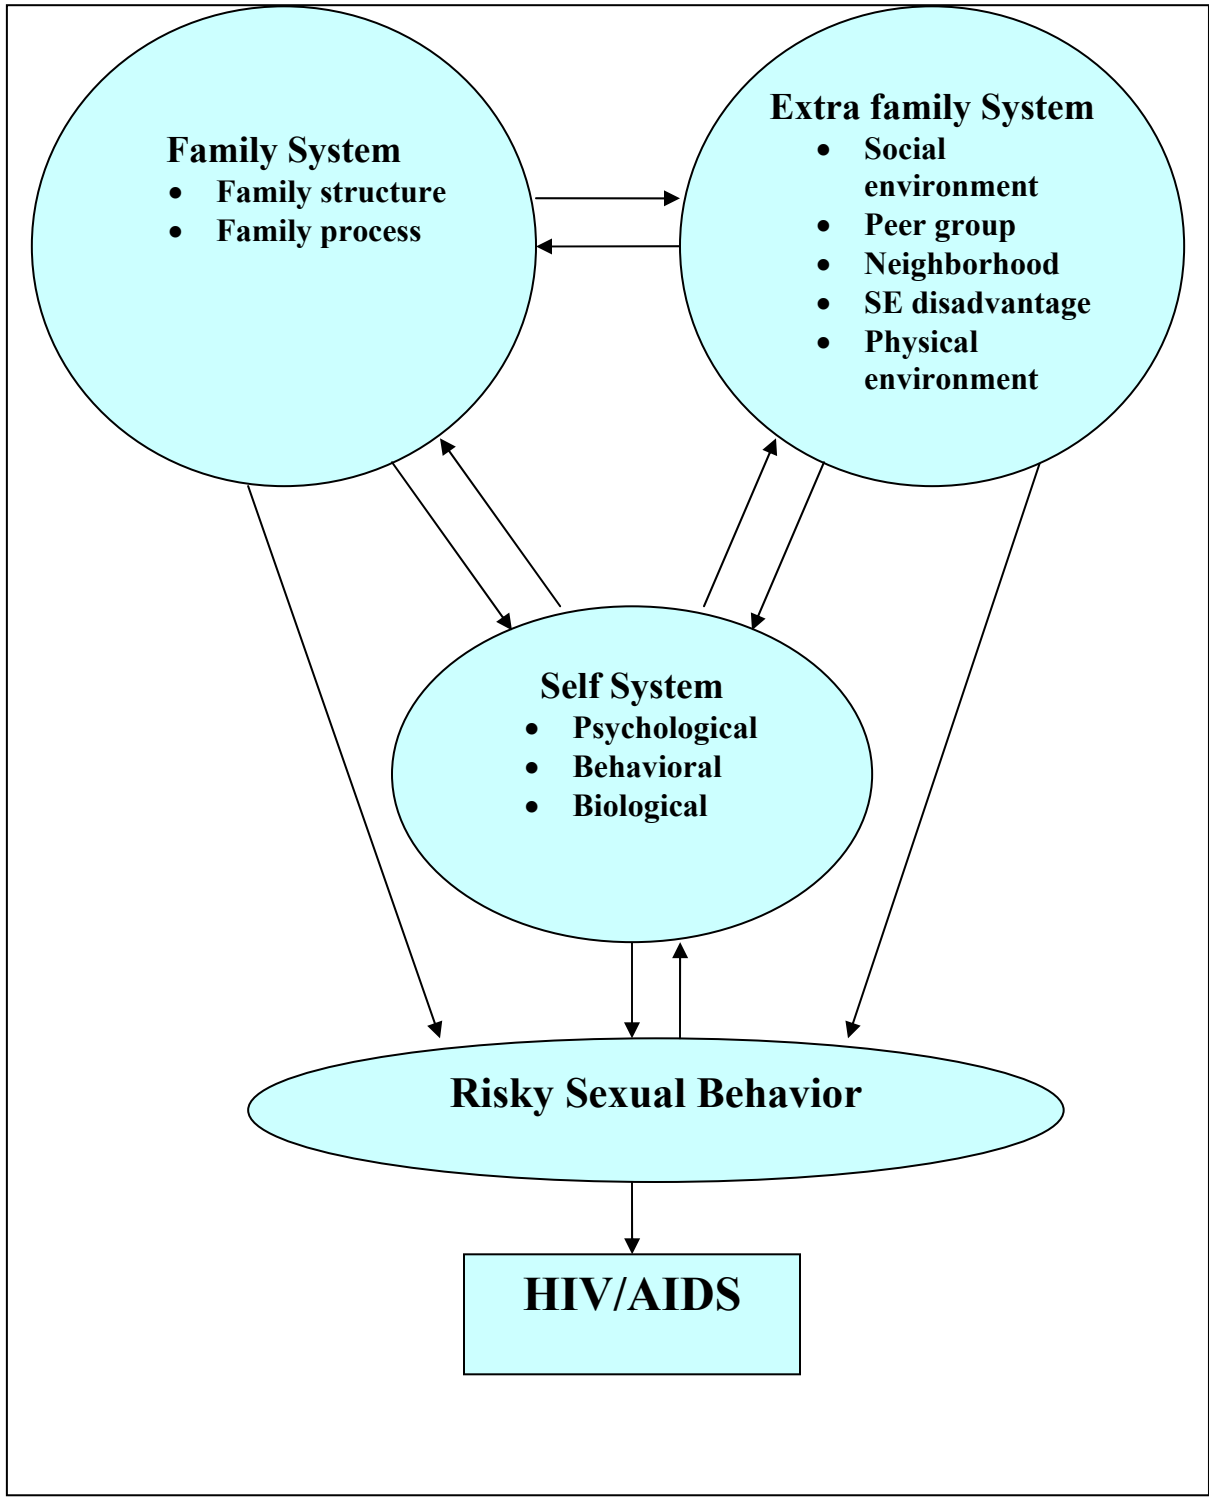 Family System
• Family structure
• Family process
Extra family System
• Social
environment
• Peer group
• Neighborhood
• SE disadvantage
• Physical
environment
Self System
• Psychological
• Behavioral
• Biological
Risky Sexual Behavior
HIV/AIDS